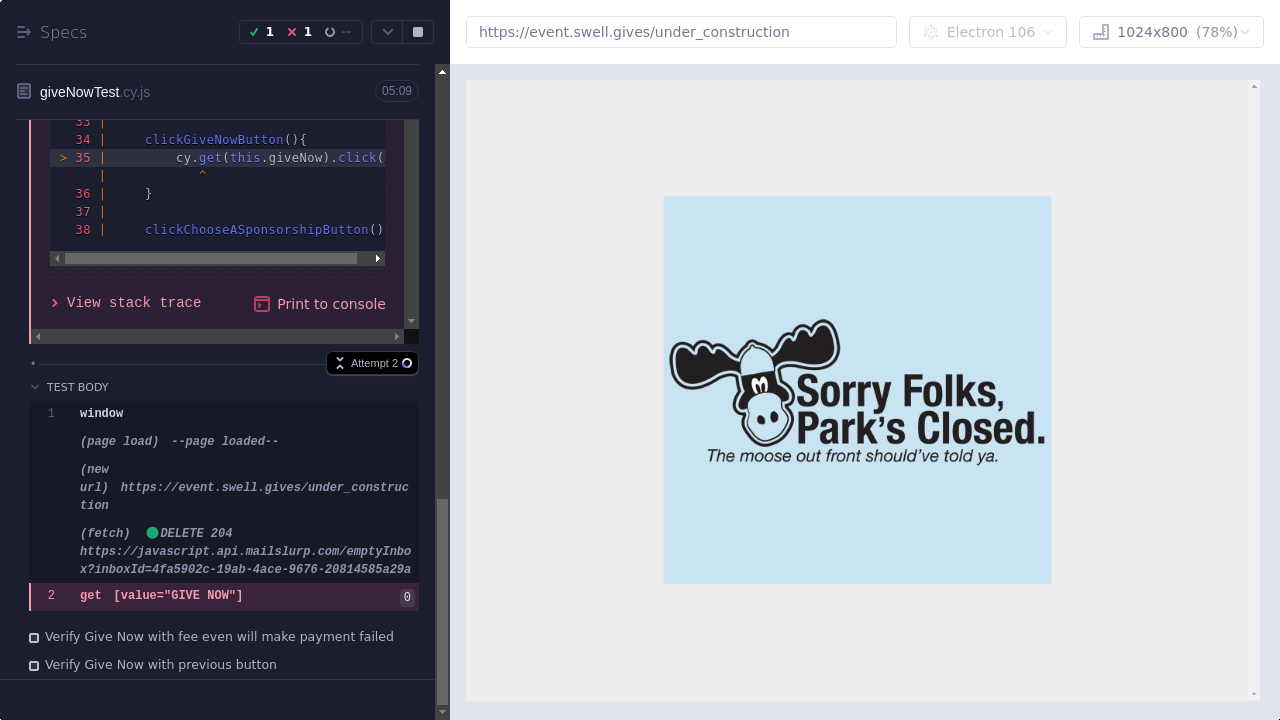 Specs
1
1
--
giveNowTest.cy.js
05:09
33 |
34 | clickGiveNowButton(){
> 35 | cy.get(this.giveNow).click(
| ^
36 | }
37 |
38 | clickChooseASponsorshipButton()
View stack trace
Print to console
Attempt 2
TEST BODY
1 window
(page load) --page loaded--
(new
url) https://event.swell.gives/under_construc
tion
(fetch) DELETE 204
https://javascript.api.mailslurp.com/emptyInbo
x?inboxId=4fa5902c-19ab-4ace-9676-20814585a29a
2 get [value="GIVE NOW"] 0
Verify Give Now with fee even will make payment failed
Verify Give Now with previous button
https://event.swell.gives/under_construction
Electron 106
1024x800 (78%)
Sorry Folks,
Park's Closed.
The moose out front should've told ya.